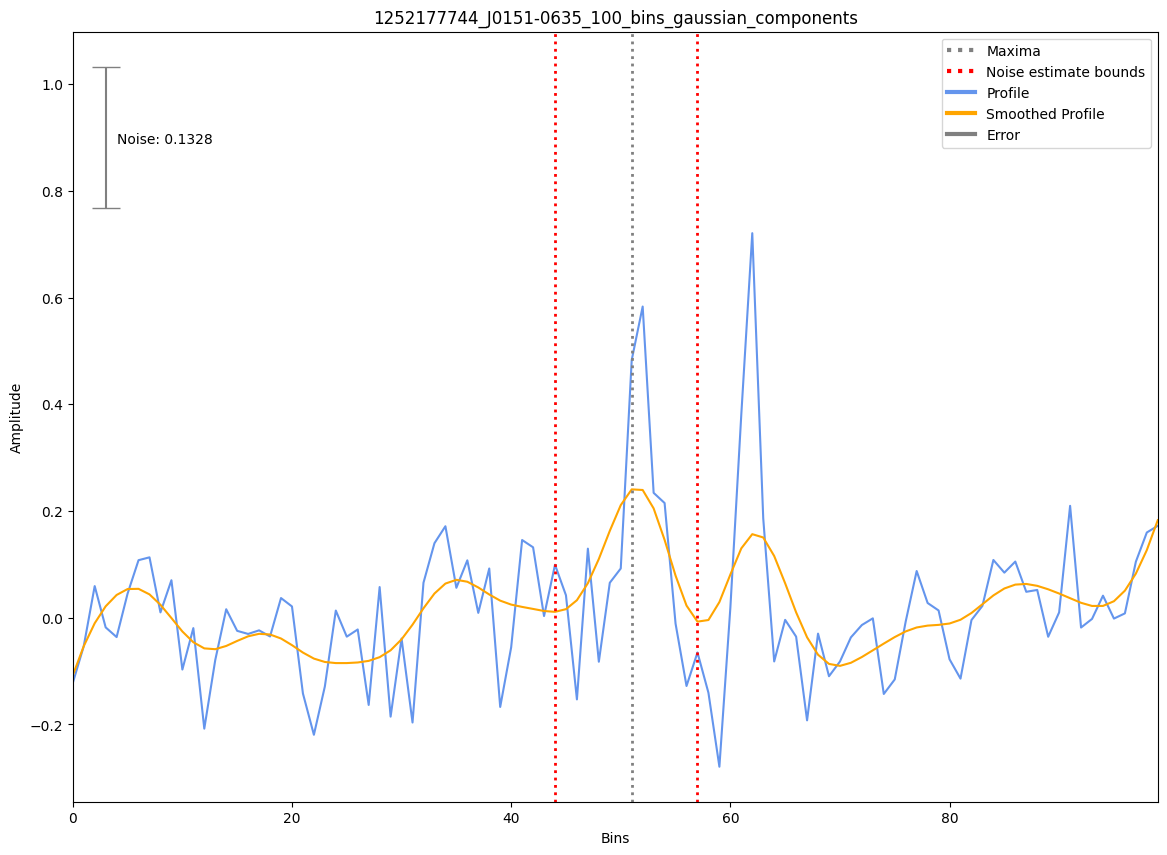 1252177744_J0151-0635_100_bins_gaussian_components
Maxima
Noise estimate bounds
Profile
Smoothed Profile
Error
Noise: 0.1328
1.0
0.8
0.6
0.4
0.2
0.0
−0.2
Amplitude
0 20 40 60 80
Bins